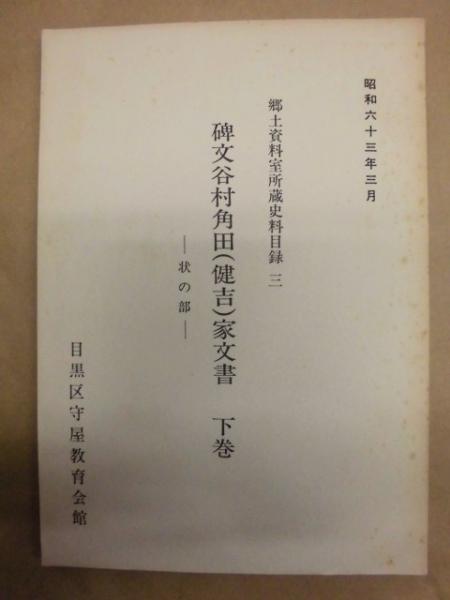 昭和六十三年三月
郷土資料室所蔵史料目録 三
碑文谷村角田(健吉)家文書 下巻
―状の部―
目黒区守屋教育会館